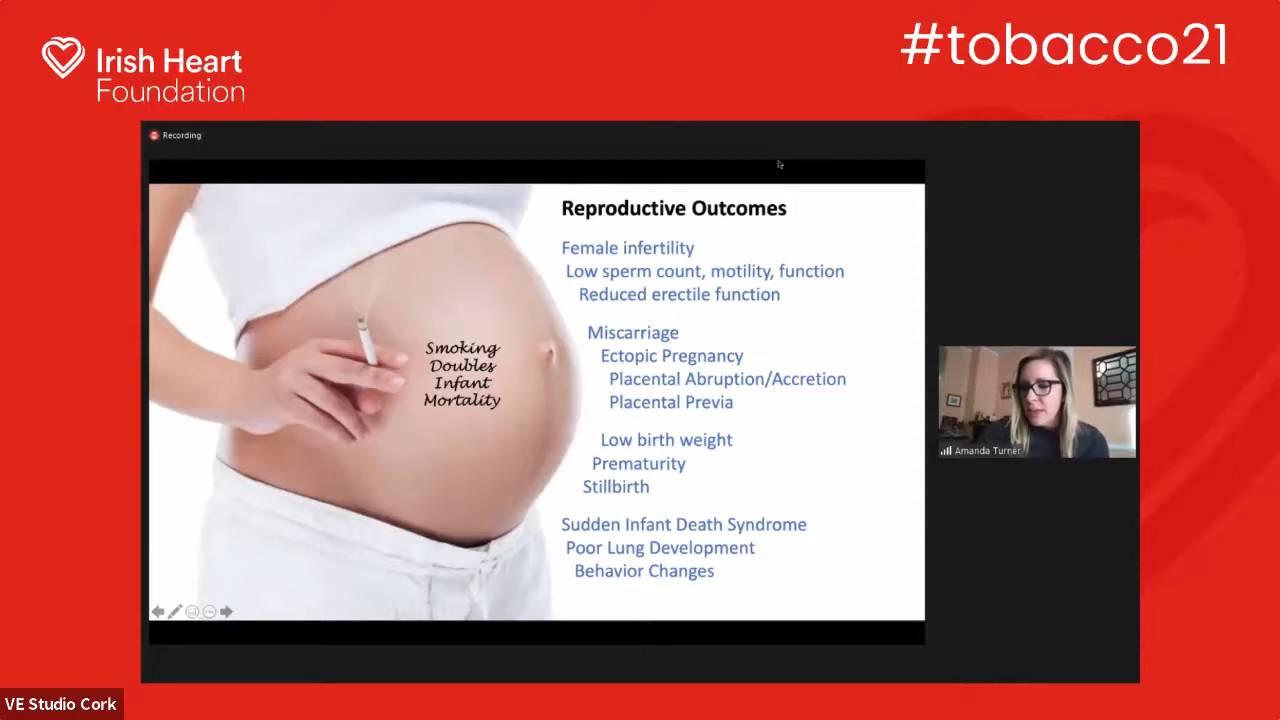 Irish Heart
Foundation
#tobacco21
Recording
Reproductive Outcomes
Female infertility
Low sperm count, motility, function
Reduced erectile function
Miscarriage
Ectopic Pregnancy
Placental Abruption/Accretion
Placental Previa
Low birth weight
Prematurity
Stillbirth
Sudden Infant Death Syndrome
Poor Lung Development
Behavior Changes
Smoking
Doubles
Infant
Mortality
Amanda Turner
VE Studio Cork